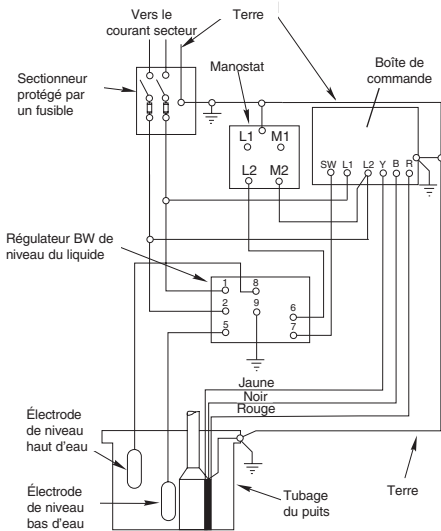 Vers le
courant secteur
Terre
Sectionneur
protégé par
un fusible
Manostat
Boîte de
commande
L1 M1
L2 M2
SW L1 L2 Y B R
Régulateur BW de
niveau du liquide
1 8
2 9
6
5 7
Jaune
Noir
Rouge
Électrode
de niveau
haut d'eau
Électrode
de niveau
bas d'eau
Tubage
du puits
Terre